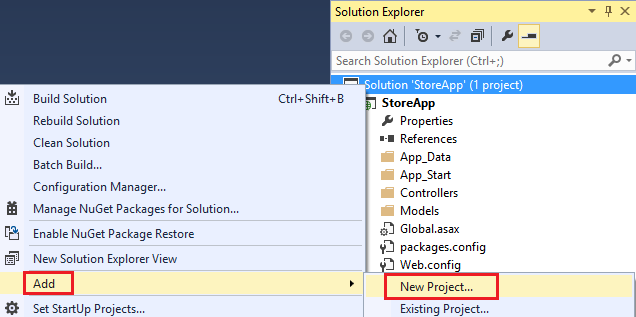 Solution Explorer
Search Solution Explorer (Ctrl+;)
Solution 'StoreApp' (1 project)
StoreApp
Properties
References
App_Data
App_Start
Controllers
Models
Global.asax
packages.config
Web.config
Build Solution Ctrl+Shift+B
Rebuild Solution
Clean Solution
Batch Build...
Configuration Manager...
Manage NuGet Packages for Solution...
Enable NuGet Package Restore
New Solution Explorer View
Add
Set StartUp Projects...
New Project...
Existing Project...